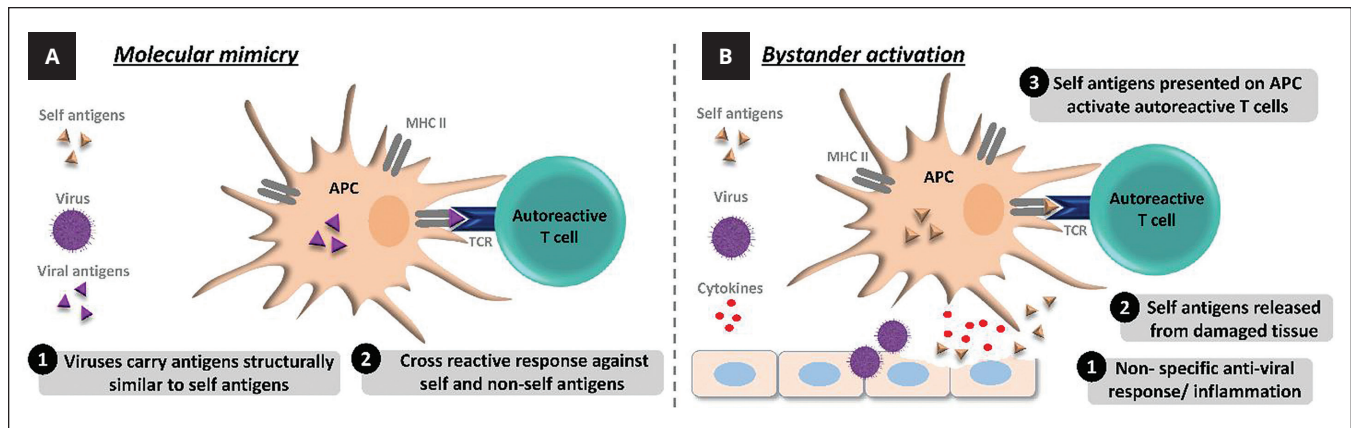 A
Molecular mimicry
Self antigens
Virus
Viral antigens
MHC II
APC
TCR
Autoreactive
T cell
1
Viruses carry antigens structurally
similar to self antigens
2
Cross reactive response against
self and non-self antigens
B
Bystander activation
Self antigens
Virus
Cytokines
MHC II
APC
TCR
Autoreactive
T cell
3
Self antigens presented on APC
activate autoreactive T cells
2
Self antigens released
from damaged tissue
1
Non- specific anti-viral
response/ inflammation